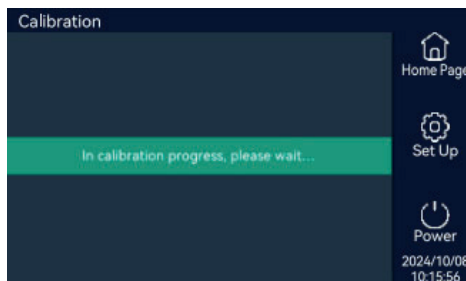 Calibration
Home Page
In calibration progress, please wait...
Set Up
Power
2024/10/08
10:15:56